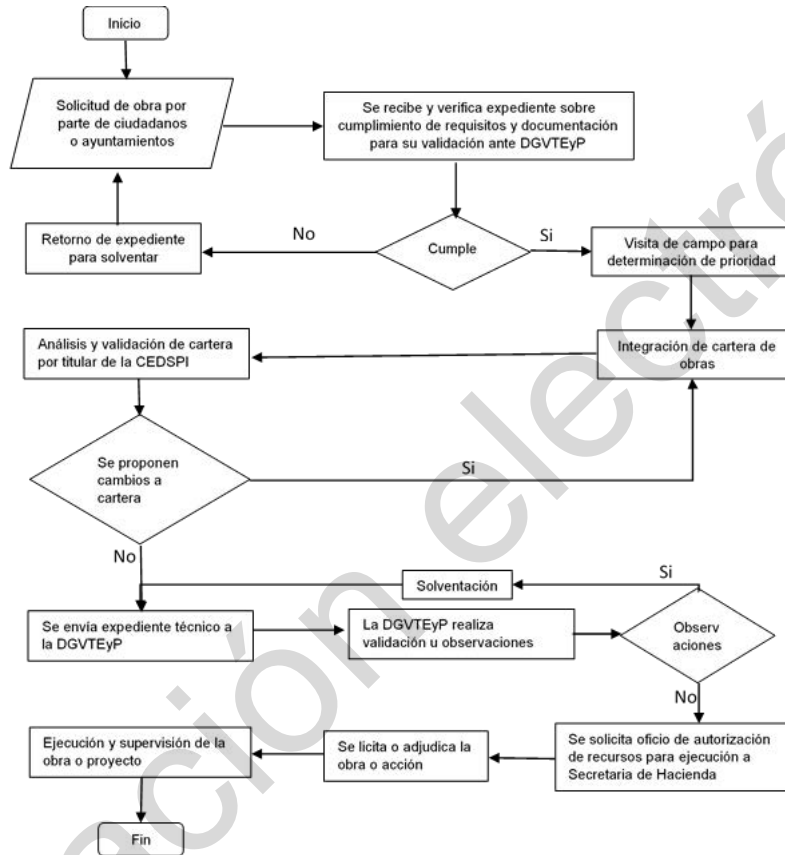 Inicio
Solicitud de obra por
parte de ciudadanos
o ayuntamientos
Se recibe y verifica expediente sobre
cumplimiento de requisitos y documentación
para su validación ante DGVTEyP
Retorno de expediente
para solventar
No
Cumple
Si
Visita de campo para
determinación de prioridad
Análisis y validación de cartera
por titular de la CEDSPI
Integración de cartera de
obras
Se proponen
cambios a
cartera
Si
No
Solventación
Si
Se envía expediente técnico a
la DGVTEyP
La DGVTEyP realiza
validación u observaciones
Observ
aciones
No
Ejecución y supervisión de la
obra o proyecto
Se licita o adjudica la
obra o acción
Se solicita oficio de autorización
de recursos para ejecución a
Secretaria de Hacienda
Fin
ación electró